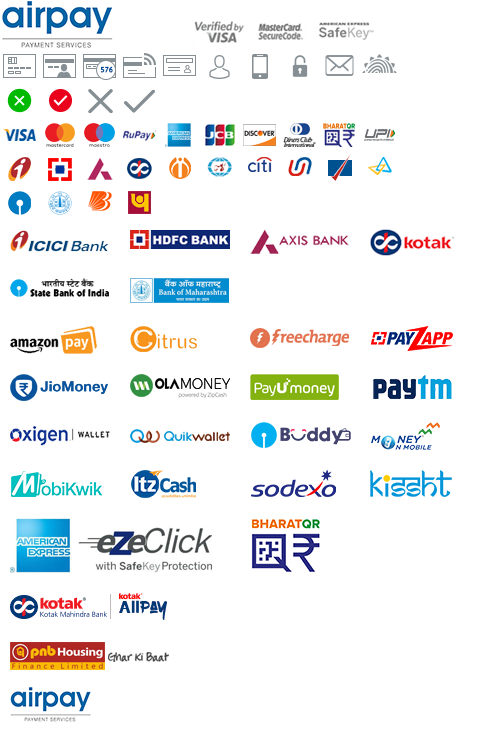 airpay
PAYMENT SERVICES
Verified by VISA MasterCard. SecureCode. AMERICAN EXPRESS SafeKey
576
VISA mastercard maestro RuPay AMERICAN EXPRESS JCB DISCOVER Diners Club International BHARATQR UPI
citi
ICICI Bank HDFC BANK AXIS BANK kotak
भारतीय स्टेट बैंक
State Bank of India
बैंक ऑफ महाराष्ट्र
Bank of Maharashtra
amazon pay Citrus freecharge PAYZAPP
JioMoney OLAMONEY powered by ZipCash PayUmoney paytm
oxigen WALLET Quikwallet Buddy MONEY ON MOBILE
MobiKwik ItzCash sodexo kissht
AMERICAN EXPRESS ezeClick
with SafeKey Protection
BHARATQR
kotak Kotak Mahindra Bank kotak AllPAY
pnb Housing
Finance Limited
Ghar Ki Baat
airpay
PAYMENT SERVICES